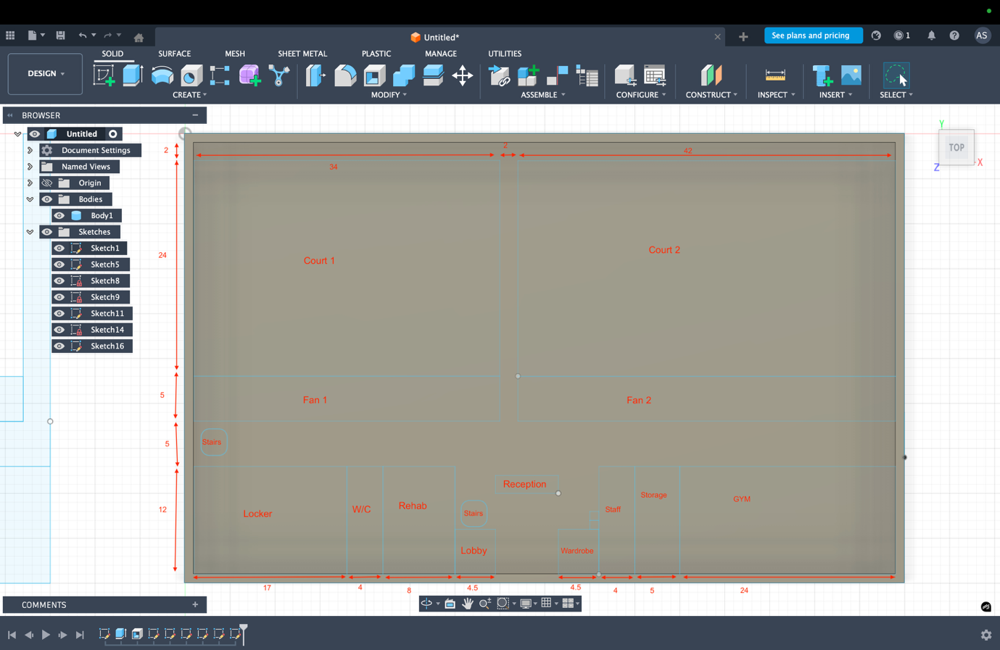 Untitled*
See plans and pricing
1
AS
DESIGN
SOLID
SURFACE
MESH
SHEET METAL
PLASTIC
MANAGE
UTILITIES
CREATE
MODIFY
ASSEMBLE
CONFIGURE
CONSTRUCT
INSPECT
INSERT
SELECT
BROWSER
Untitled
Document Settings
Named Views
Origin
Bodies
Body1
Sketches
Sketch1
Sketch5
Sketch8
Sketch9
Sketch11
Sketch14
Sketch16
Y
TOP
Z
X
2
2
42
34
24
Court 1
Court 2
5
Fan 1
Fan 2
5
Stairs
12
Locker
W/C
Rehab
Stairs
Lobby
Reception
Wardrobe
Staff
Storage
GYM
17
4
8
4.5
4.5
4
5
24
COMMENTS